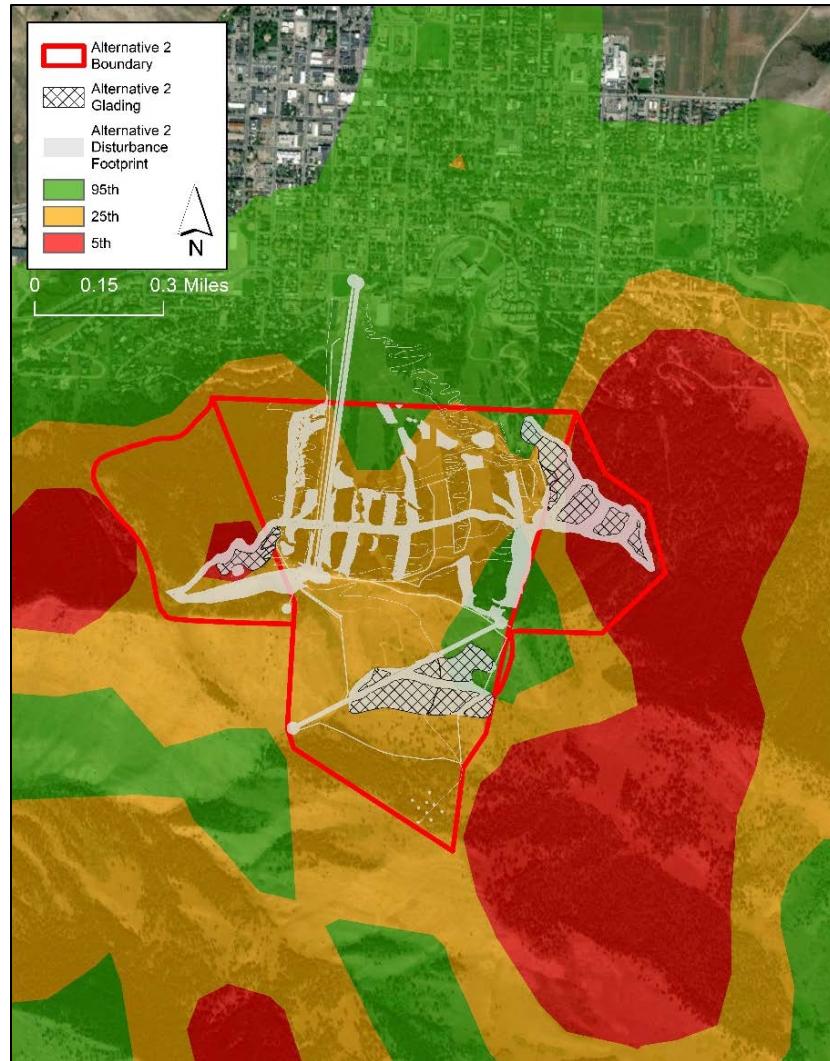 Alternative 2
Boundary
Alternative 2
Glading
Alternative 2
Disturbance
Footprint
95th
25th
5th
N
0 0.15 0.3 Miles